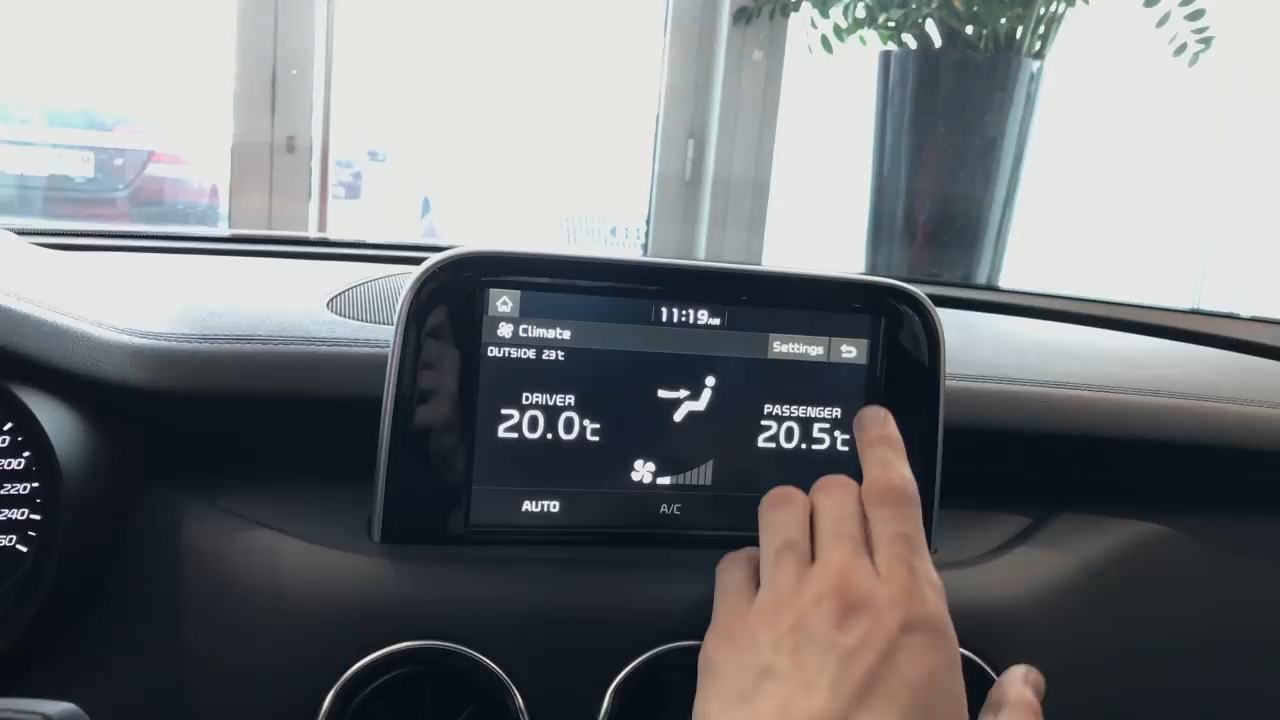 11:19AM
Climate
Settings
OUTSIDE 23℃
DRIVER
20.0℃
PASSENGER
20.5℃
AUTO
A/C
200
220
240